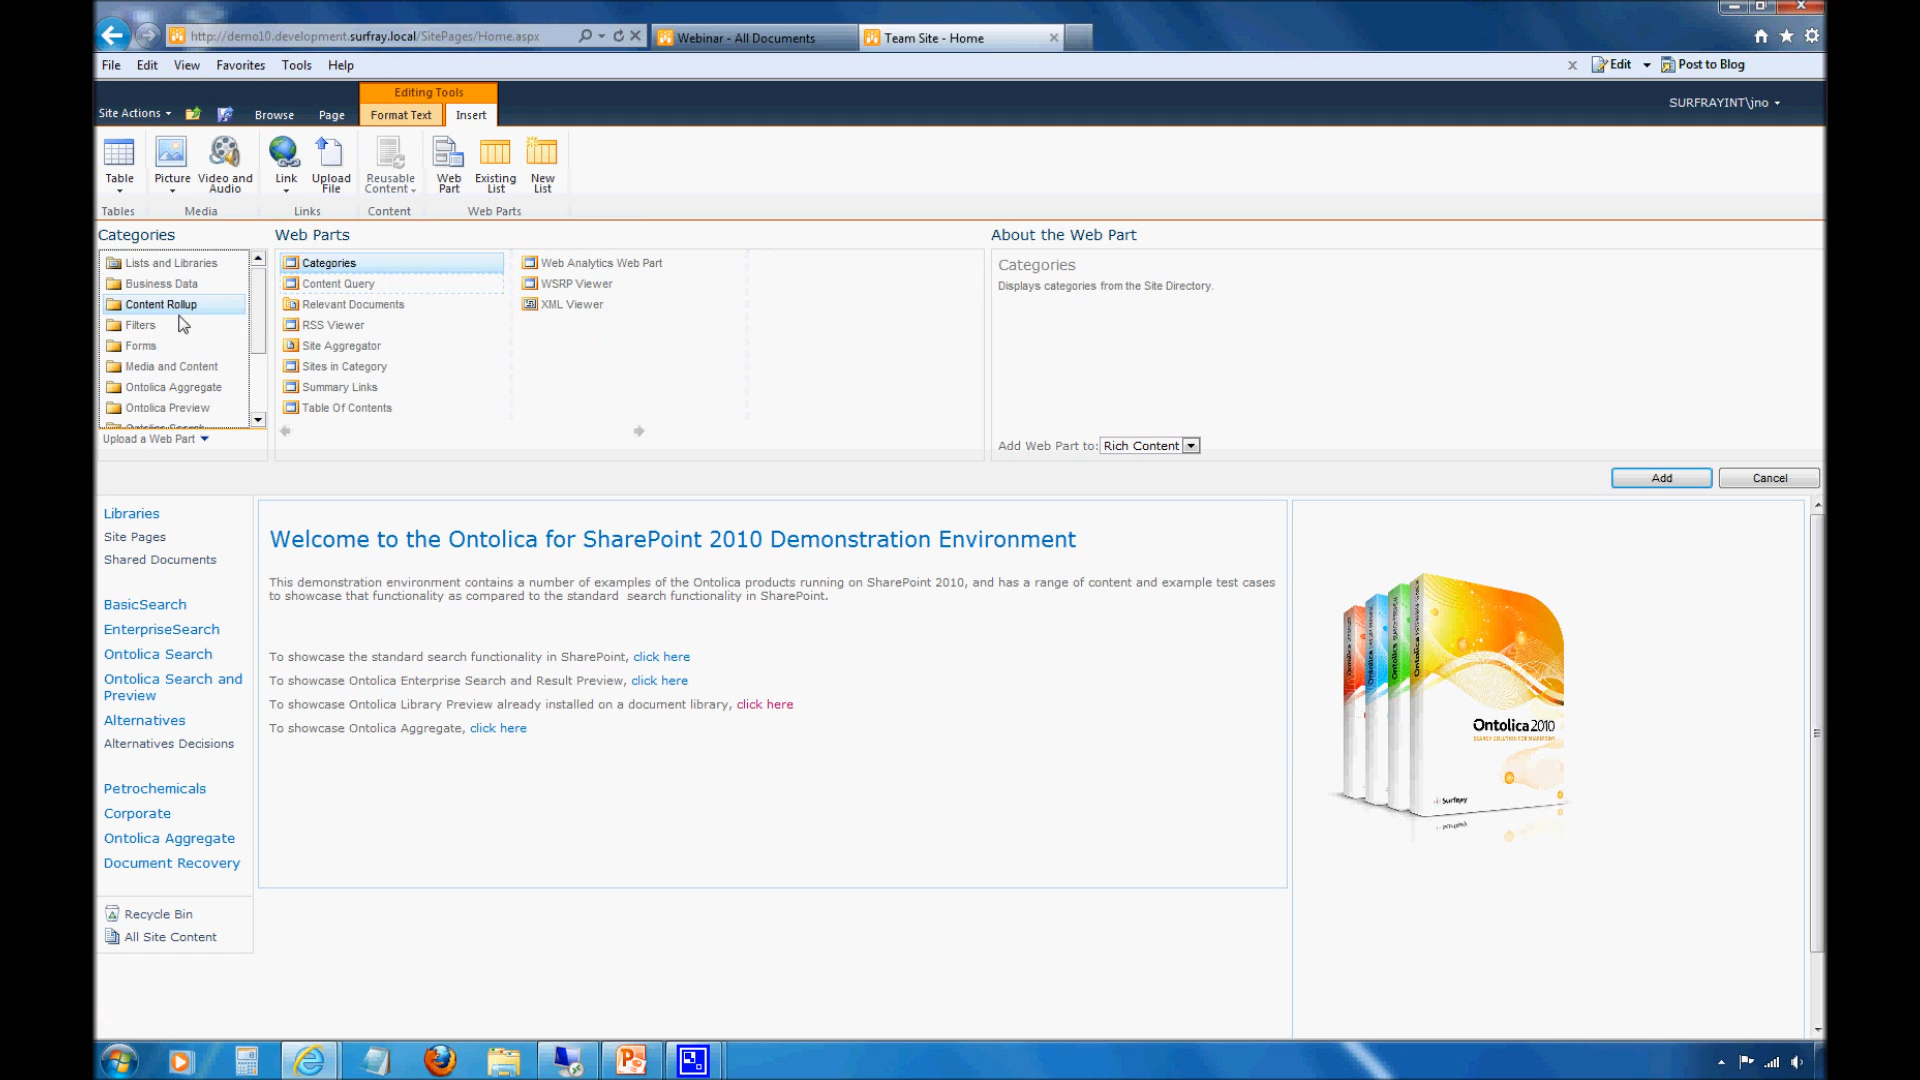 http://demo10.development.surfray.local/SitePages/Home.aspx
Webinar - All Documents
Team Site - Home
File Edit View Favorites Tools Help
x Edit Post to Blog
Editing Tools
Site Actions Browse Page Format Text Insert
SURFRAYINT\jno
Table
Picture
Video and Audio
Link
Upload File
Reusable Content
Web Part
Existing List
New List
Tables Media Links Content Web Parts
Categories
Lists and Libraries
Business Data
Content Rollup
Filters
Forms
Media and Content
Ontolica Aggregate
Ontolica Preview
Upload a Web Part
Web Parts
Categories
Content Query
Relevant Documents
RSS Viewer
Site Aggregator
Sites in Category
Summary Links
Table Of Contents
Web Analytics Web Part
WSRP Viewer
XML Viewer
About the Web Part
Categories
Displays categories from the Site Directory.
Add Web Part to: Rich Content
Add Cancel
Libraries
Site Pages
Shared Documents
BasicSearch
EnterpriseSearch
Ontolica Search
Ontolica Search and
Preview
Alternatives
Alternatives Decisions
Petrochemicals
Corporate
Ontolica Aggregate
Document Recovery
Recycle Bin
All Site Content
Welcome to the Ontolica for SharePoint 2010 Demonstration Environment
This demonstration environment contains a number of examples of the Ontolica products running on SharePoint 2010, and has a range of content and example test cases
to showcase that functionality as compared to the standard search functionality in SharePoint.
To showcase the standard search functionality in SharePoint, click here
To showcase Ontolica Enterprise Search and Result Preview, click here
To showcase Ontolica Library Preview already installed on a document library, click here
To showcase Ontolica Aggregate, click here
Ontolica2010
SEARCH SOLUTION FOR SHAREPOINT
Surfray